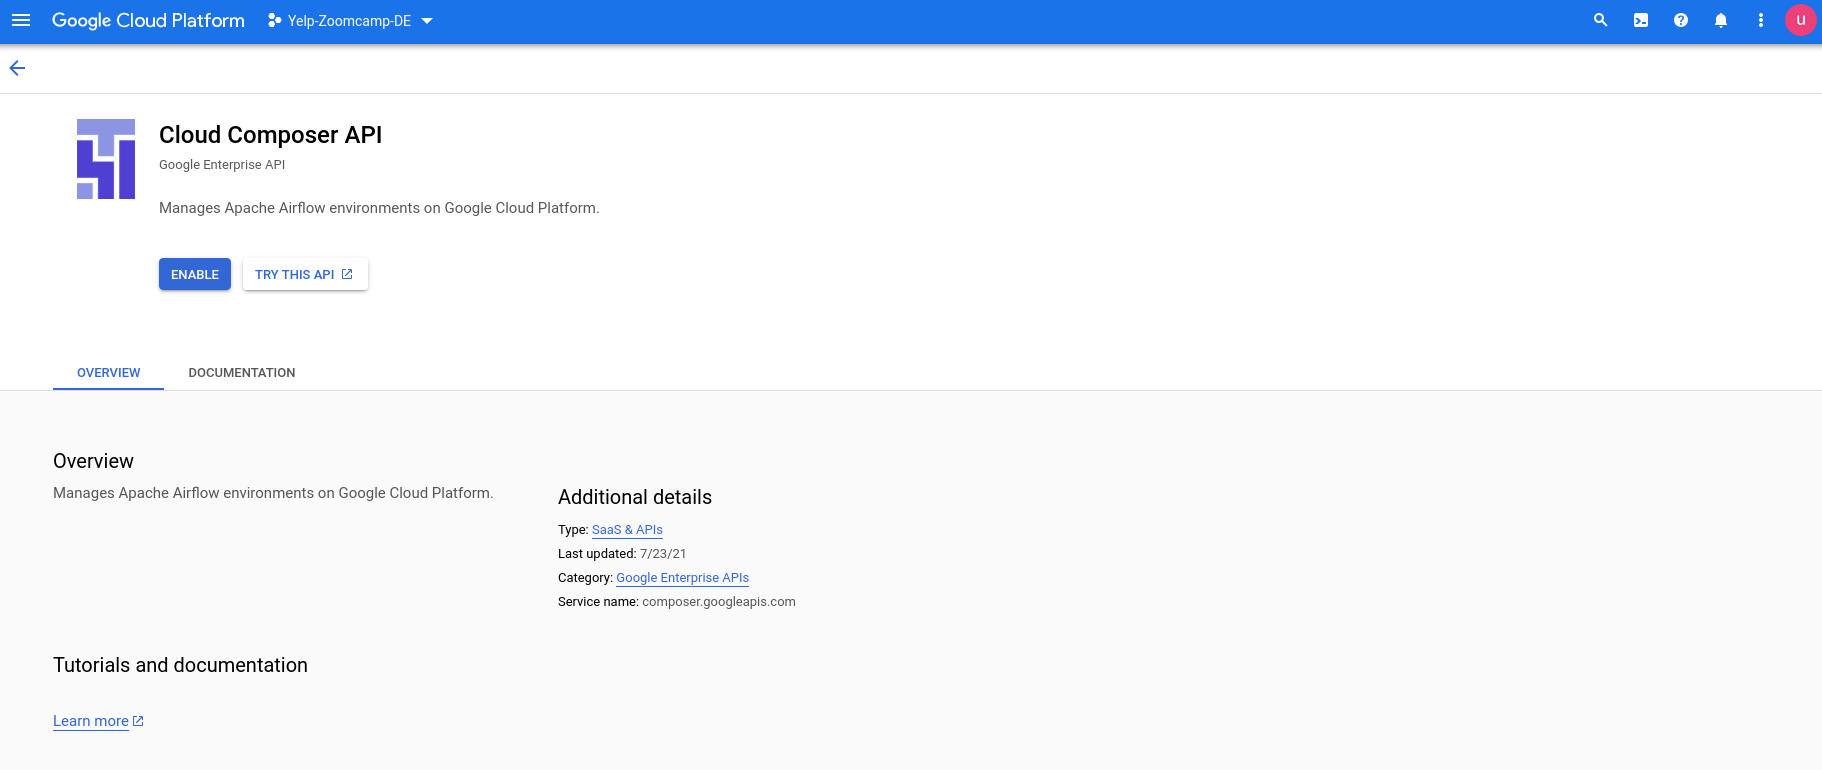 Google Cloud Platform
Yelp-Zoomcamp-DE
U
Cloud Composer API
Google Enterprise API
Manages Apache Airflow environments on Google Cloud Platform.
ENABLE
TRY THIS API
OVERVIEW
DOCUMENTATION
Overview
Manages Apache Airflow environments on Google Cloud Platform.
Additional details
Type: SaaS & APIs
Last updated: 7/23/21
Category: Google Enterprise APIs
Service name: composer.googleapis.com
Tutorials and documentation
Learn more